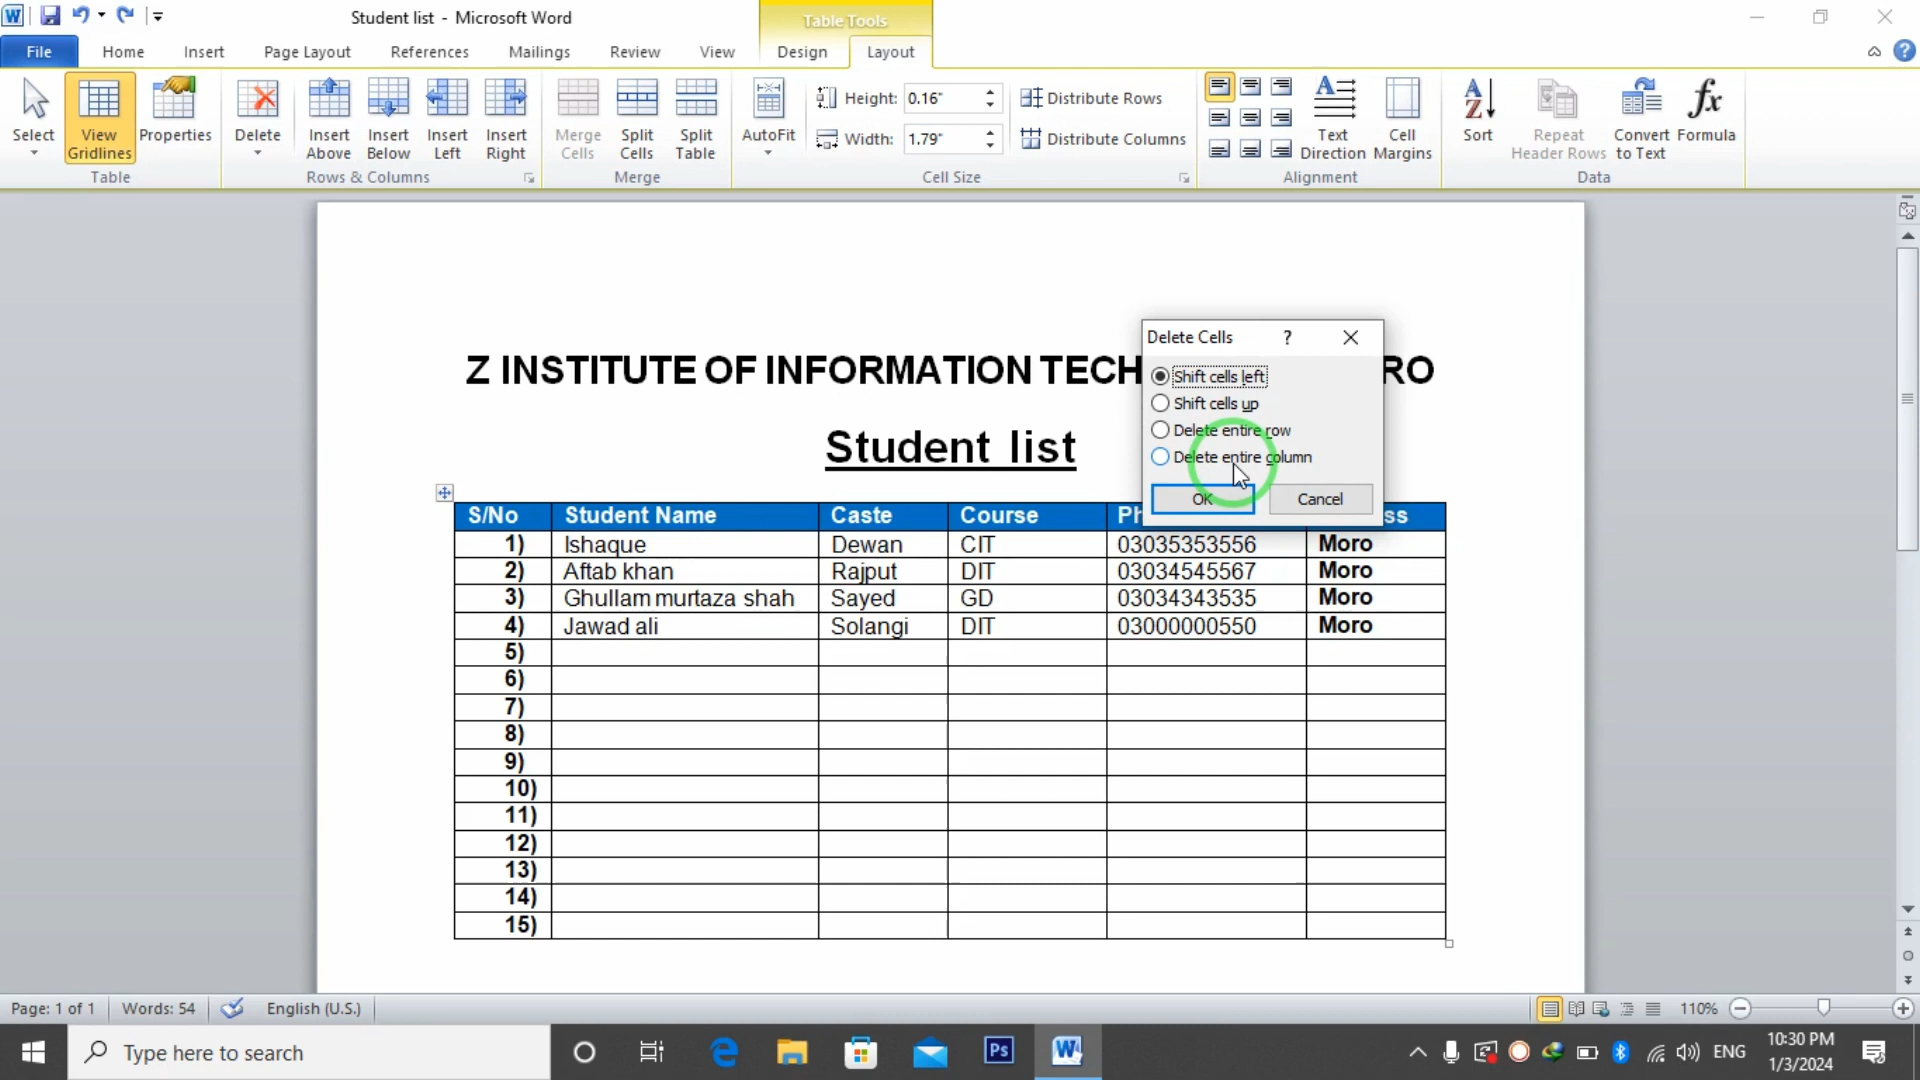 Student list - Microsoft Word
Table Tools
File Home Insert Page Layout References Mailings Review View Design Layout
Select
View Gridlines
Properties
Table
Delete
Insert Above
Insert Below
Insert Left
Insert Right
Rows & Columns
Merge Cells
Split Cells
Split Table
Merge
AutoFit
Height: 0.16"
Width: 1.79"
Distribute Rows
Distribute Columns
Cell Size
Text Direction
Cell Margins
Alignment
Sort
Repeat Header Rows
Convert to Text
Formula
Data
Z INSTITUTE OF INFORMATION TECH RO
Student list
Delete Cells ?
Shift cells left
Shift cells up
Delete entire row
Delete entire column
OK Cancel
S/No Student Name Caste Course Ph ss
1) Ishaque Dewan CIT 03035353556 Moro
2) Aftab khan Rajput DIT 03034545567 Moro
3) Ghullam murtaza shah Sayed GD 03034343535 Moro
4) Jawad ali Solangi DIT 03000000550 Moro
5)
6)
7)
8)
9)
10)
11)
12)
13)
14)
15)
Page: 1 of 1 Words: 54 English (U.S.) 110%
Type here to search
Ps
ENG
10:30 PM
1/3/2024